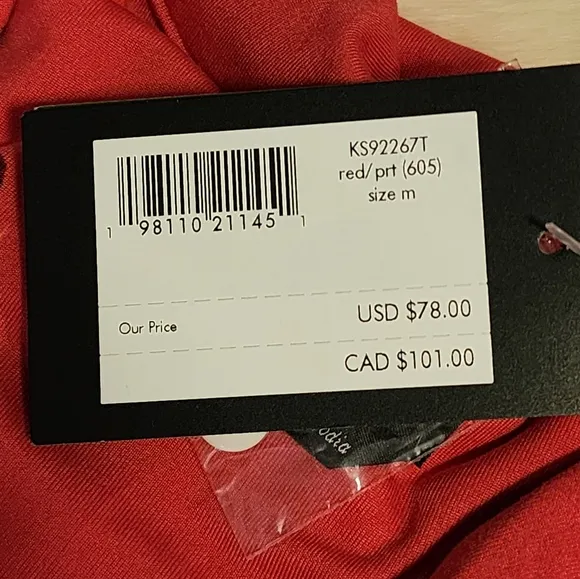 KS92267T
red/prt (605)
size m
1 98110 21145 1
Our Price
USD $78.00
CAD $101.00